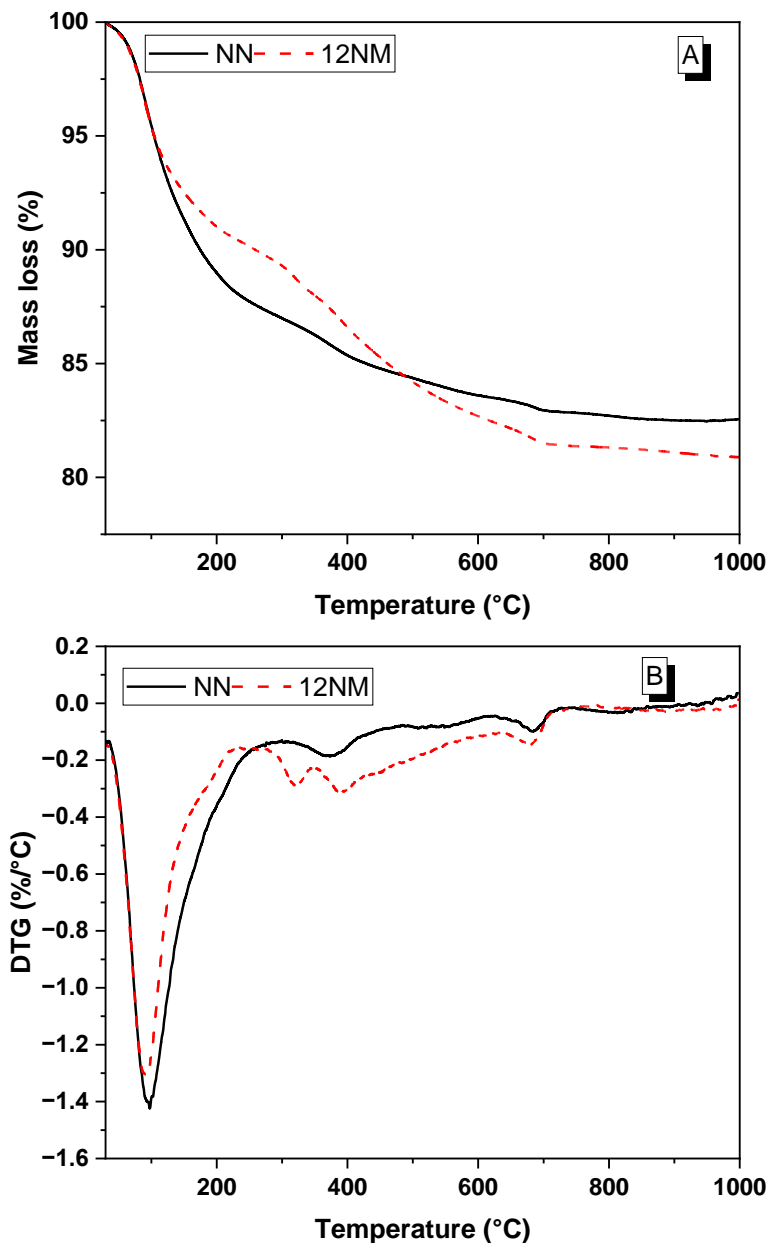 NN 12NM
A
100
95
90
85
80
Mass loss (%)
200 400 600 800 1000
Temperature (°C)
NN 12NM
B
0.2
0.0
−0.2
−0.4
−0.6
−0.8
−1.0
−1.2
−1.4
−1.6
DTG (%/°C)
200 400 600 800 1000
Temperature (°C)